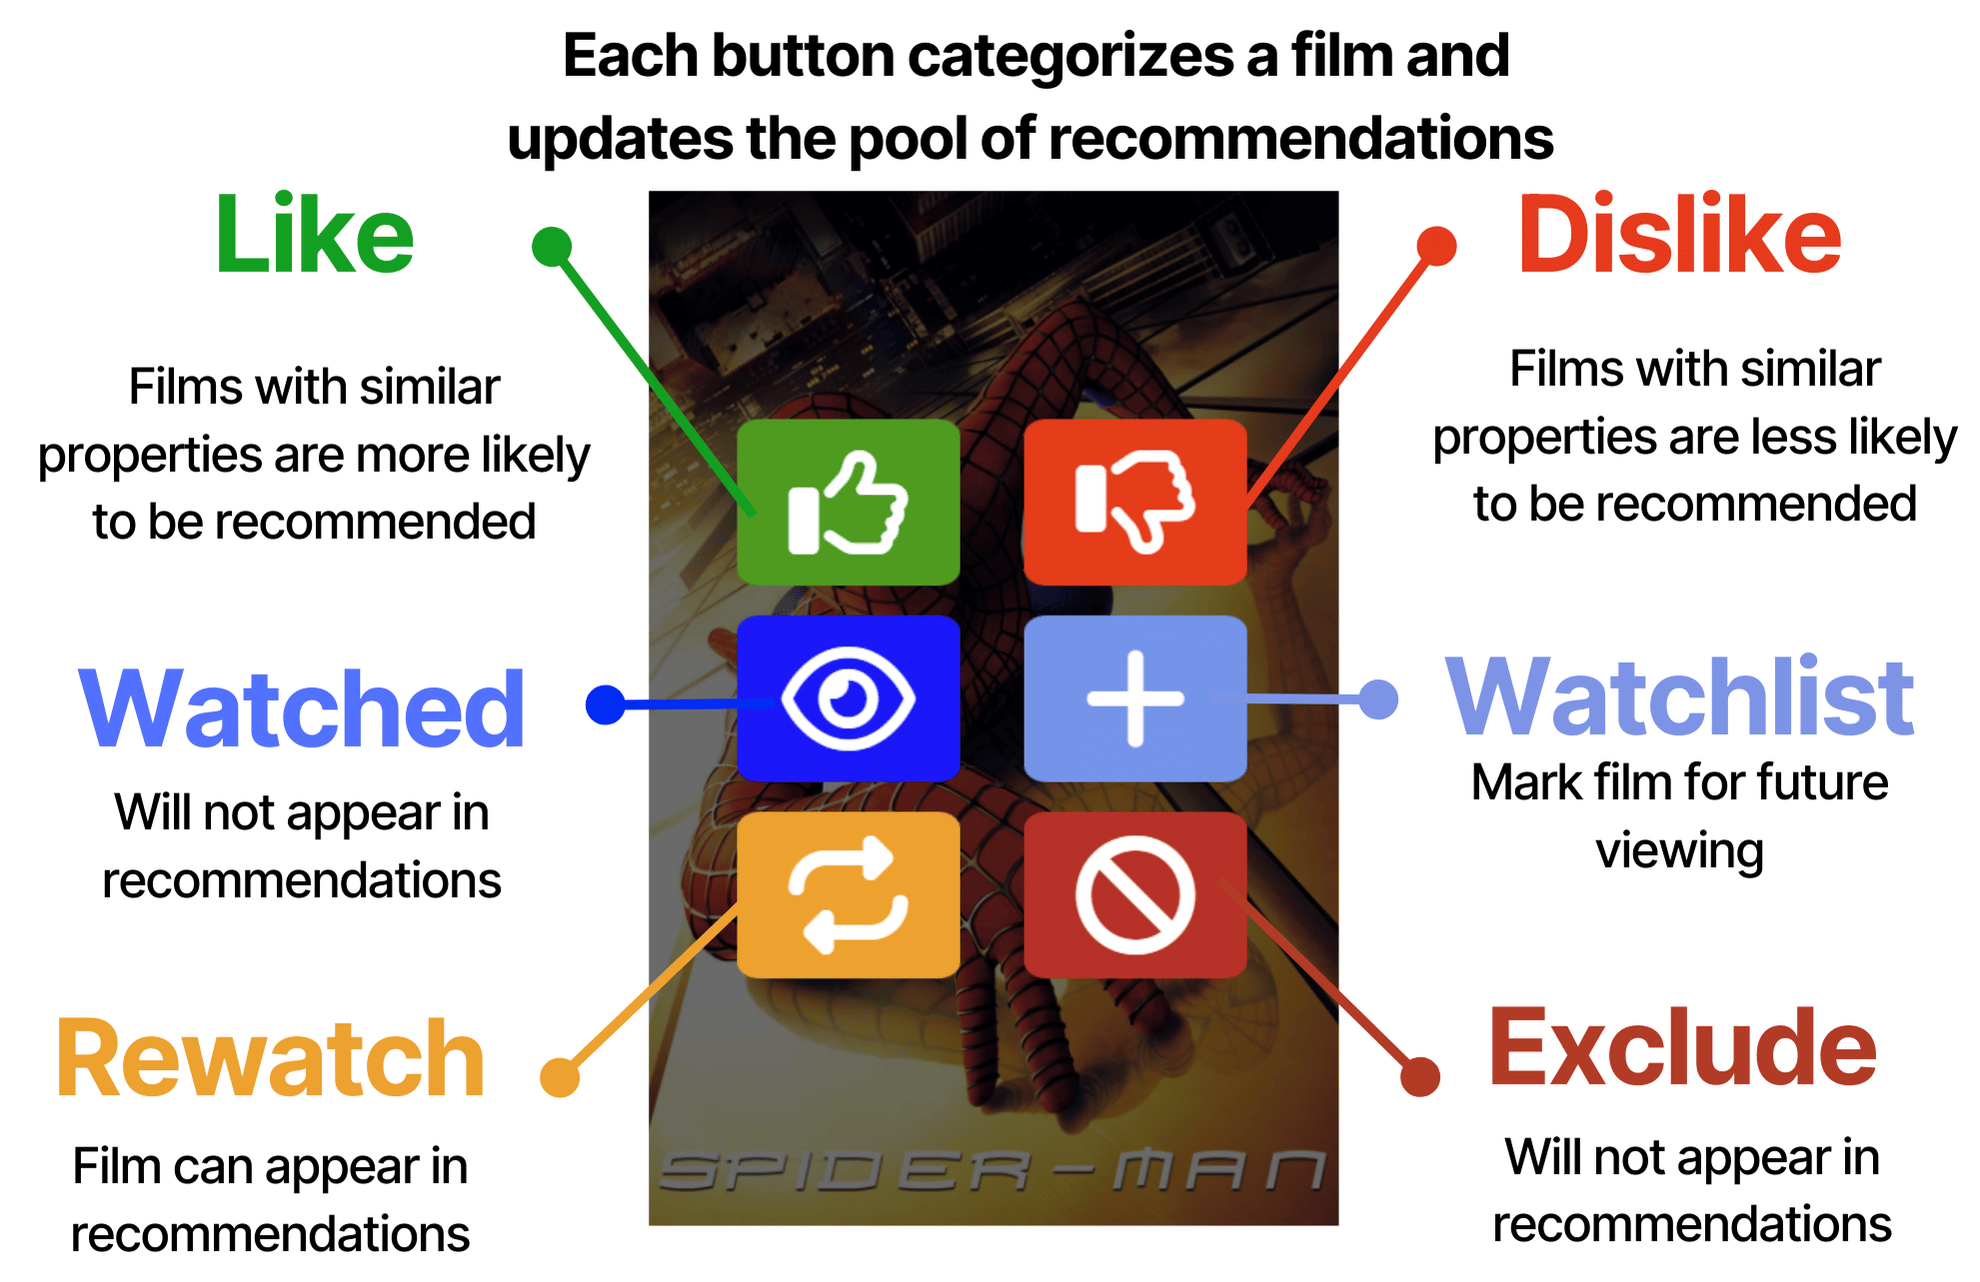 Each button categorizes a film and
updates the pool of recommendations
Like
Films with similar
properties are more likely
to be recommended
Dislike
Films with similar
properties are less likely
to be recommended
Watched
Will not appear in
recommendations
Watchlist
Mark film for future
viewing
Rewatch
Film can appear in
recommendations
Exclude
Will not appear in
recommendations
SPIDER-MAN